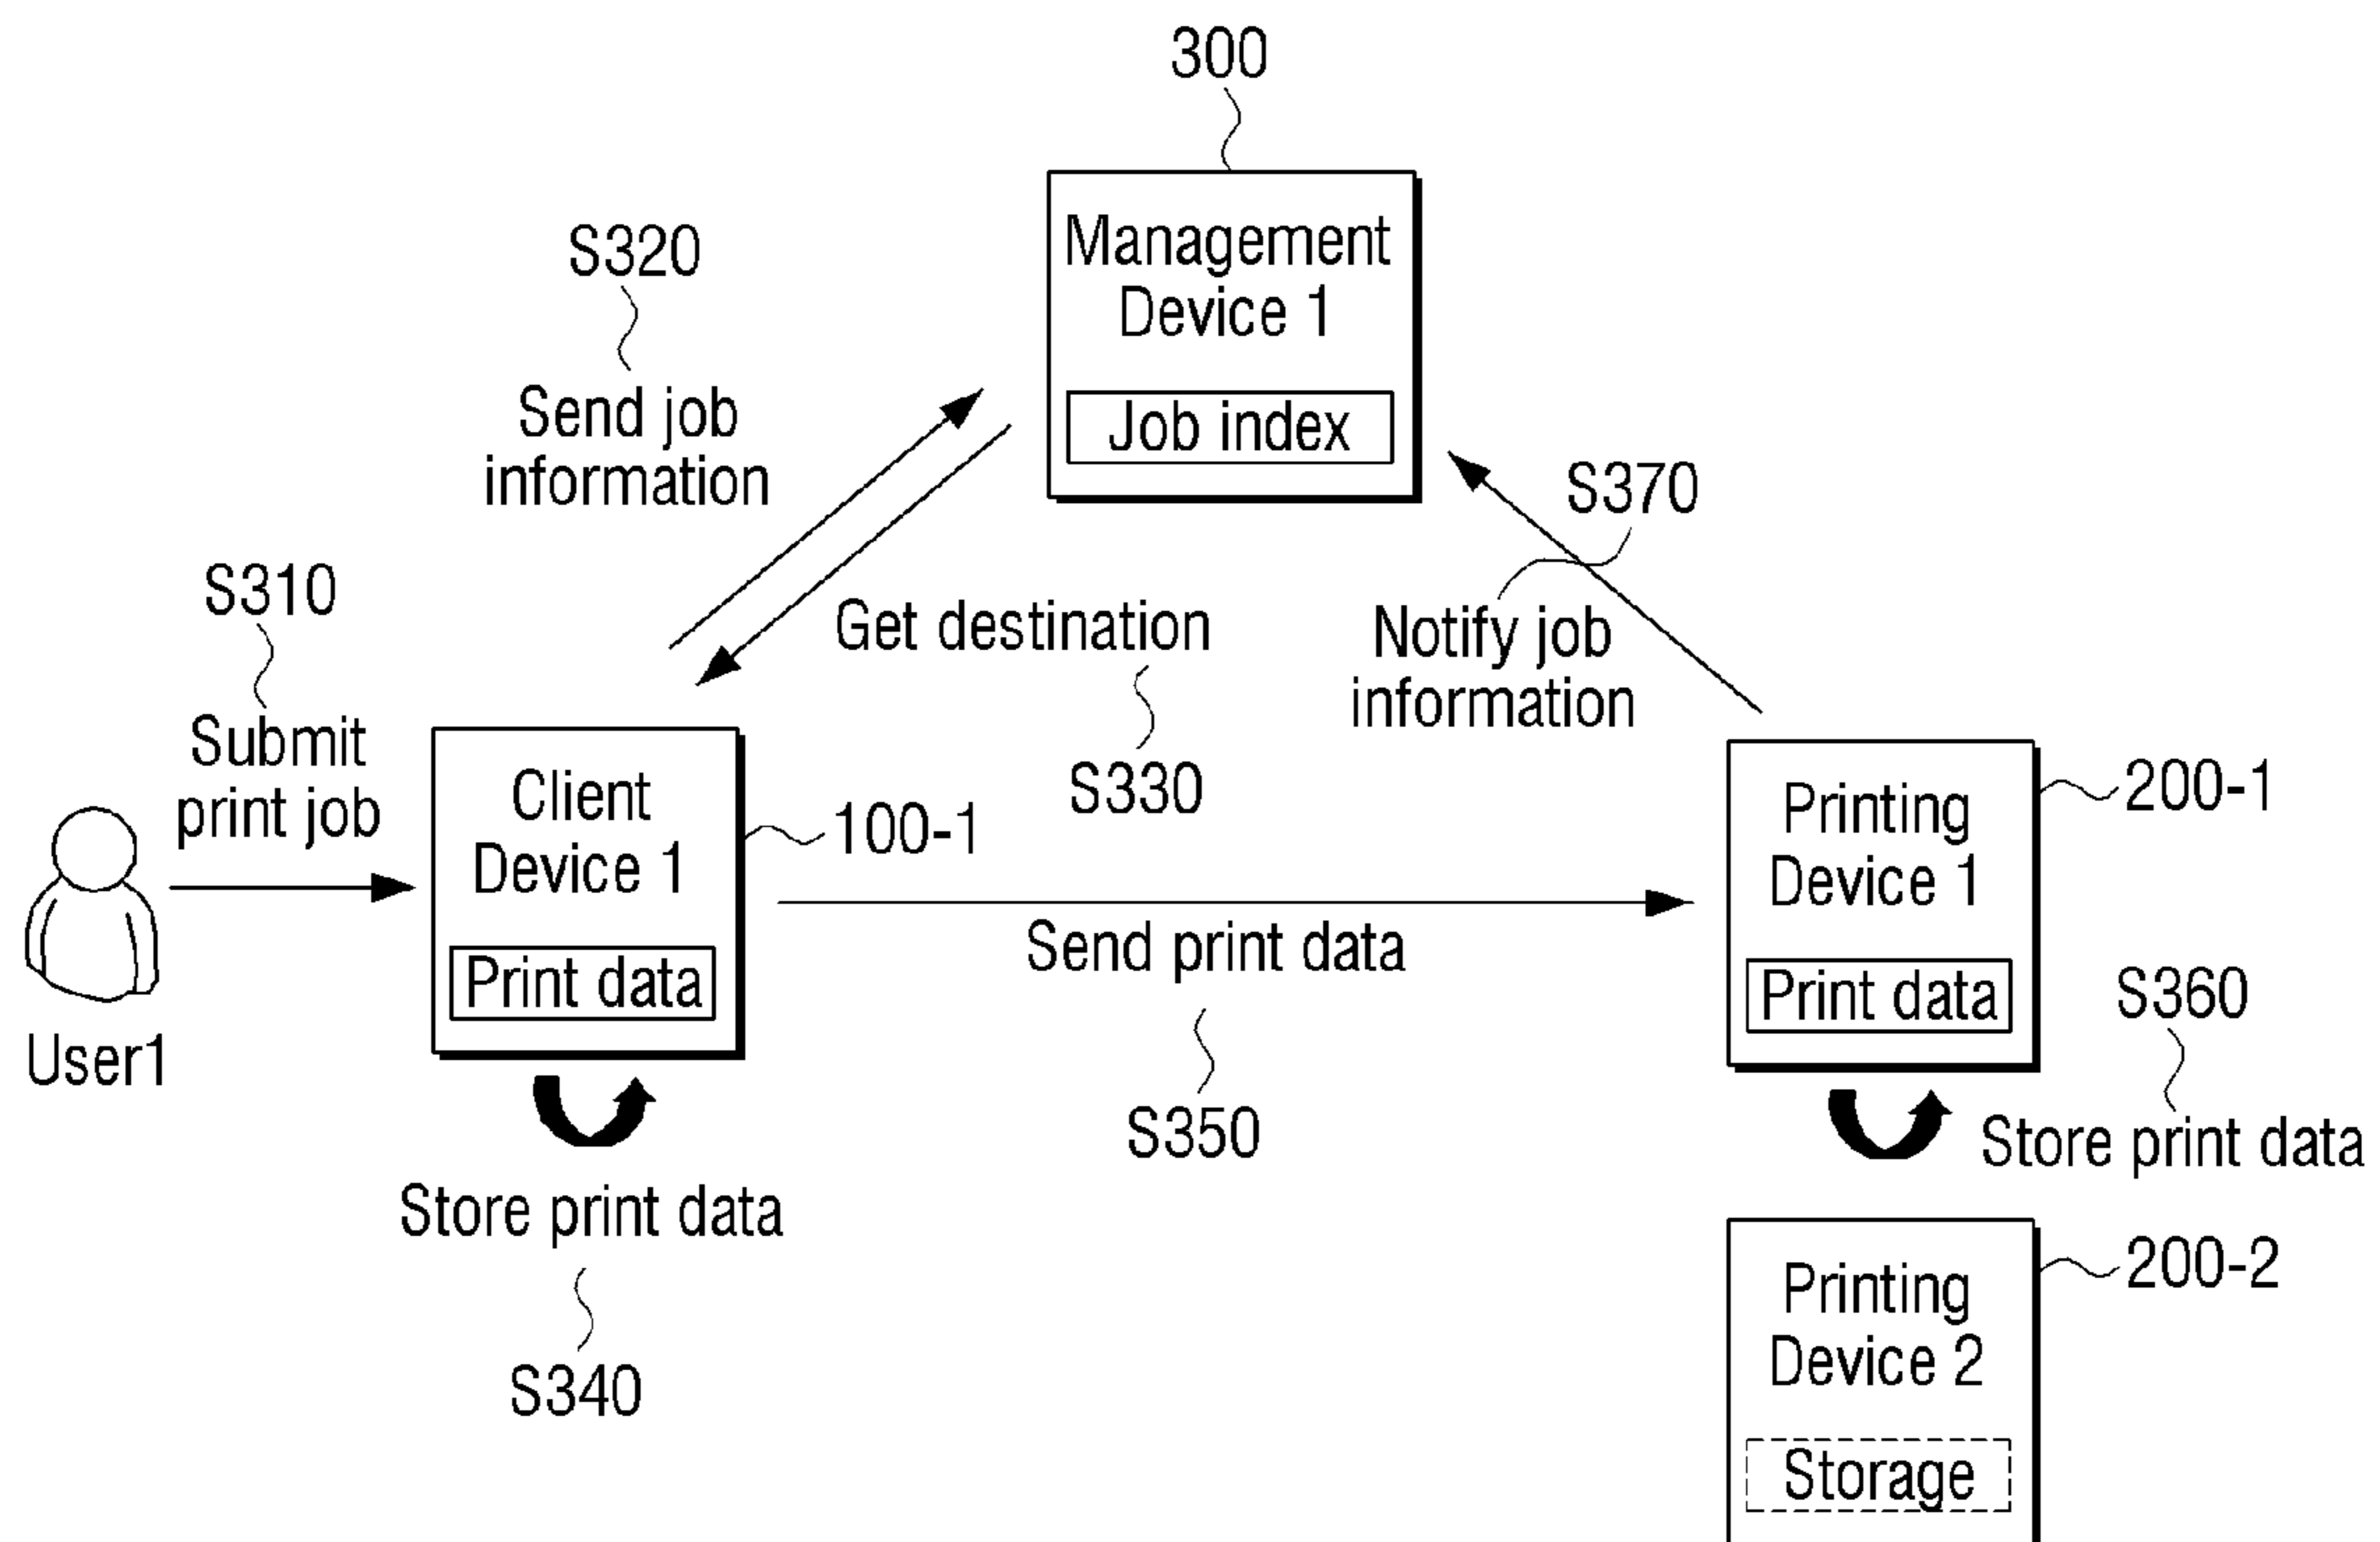 300
Management
Device 1
Job index
S320
Send job
information
S370
Notify job
information
Get destination
S330
S310
Submit
print job
User1
Client
Device 1
Print data
100-1
Store print data
S340
Send print data
S350
Printing
Device 1
Print data
200-1
S360
Store print data
Printing
Device 2
Storage
200-2